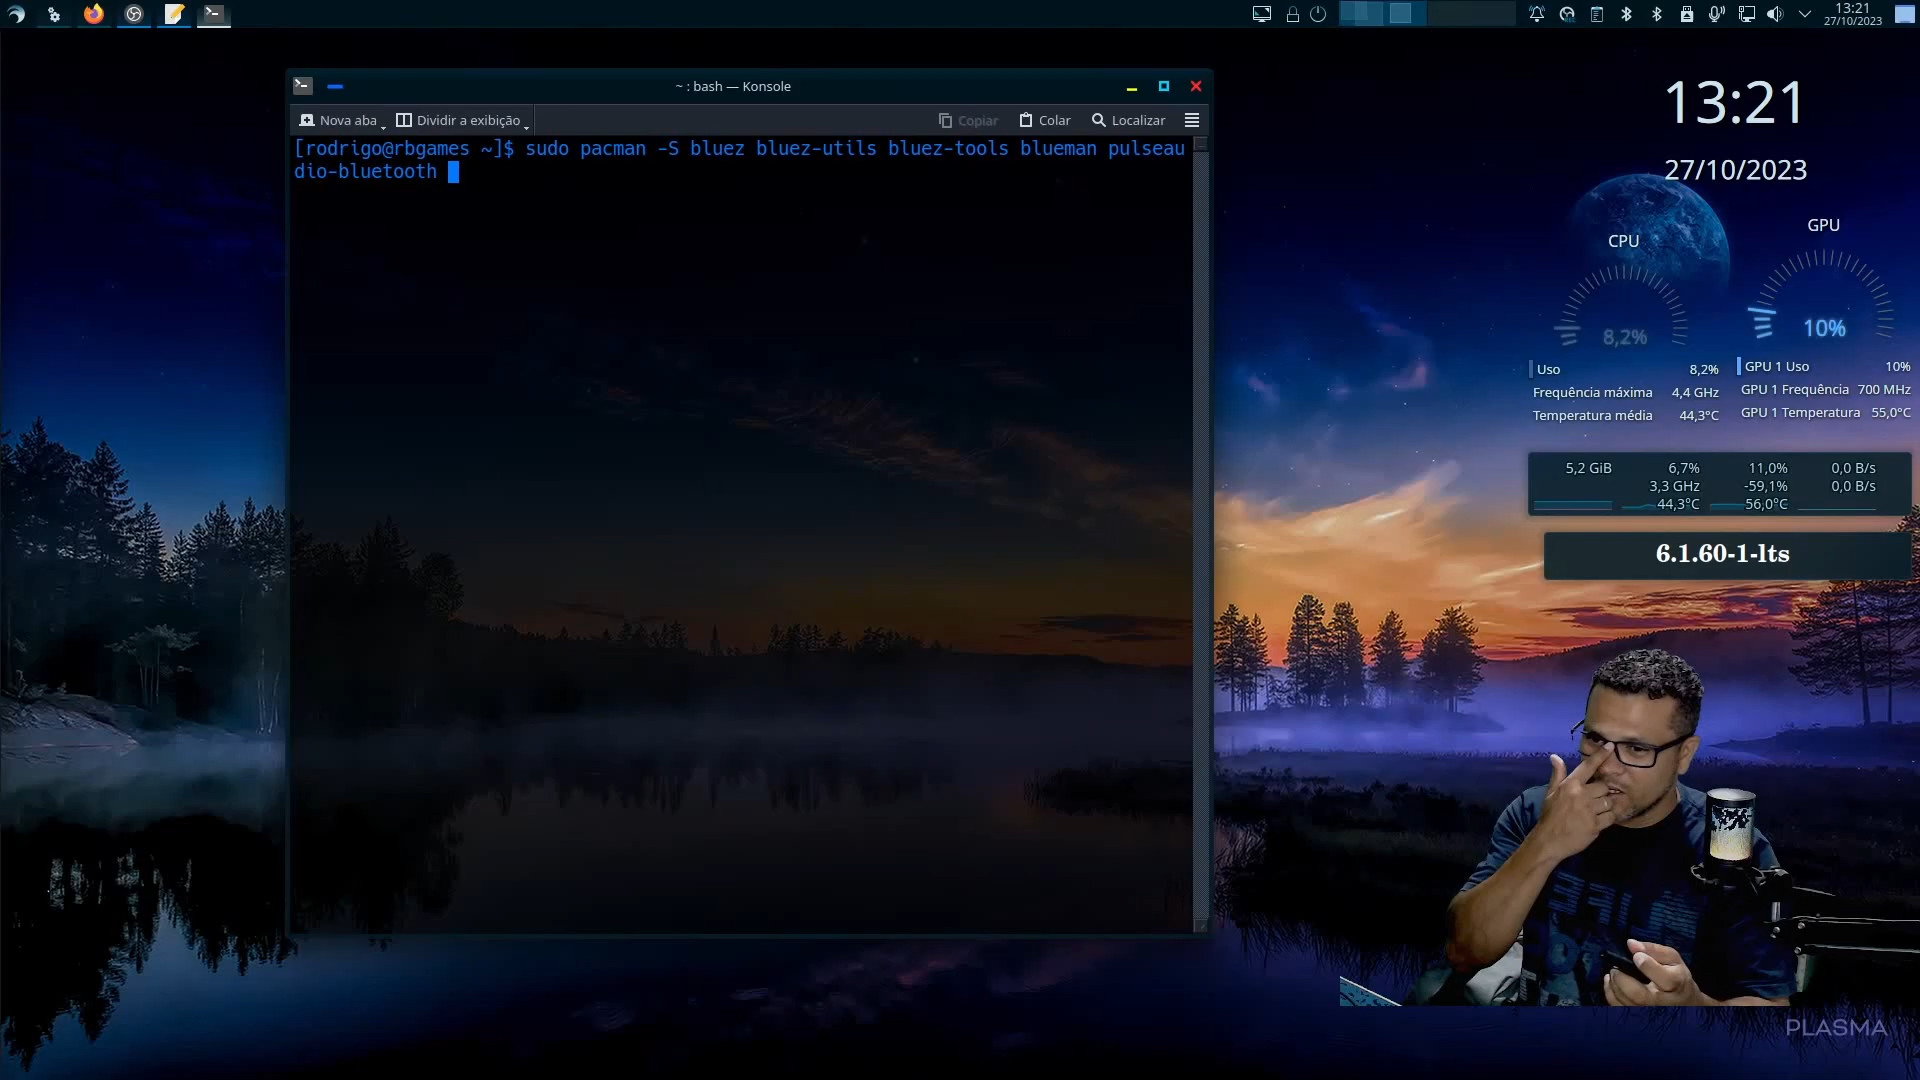 13:21
27/10/2023
~ : bash — Konsole
Nova aba
Dividir a exibição
Copiar
Colar
Localizar
[rodrigo@rbgames ~]$ sudo pacman -S bluez bluez-utils bluez-tools blueman pulseau
dio-bluetooth
13:21
27/10/2023
CPU
8,2%
Uso 8,2%
Frequência máxima 4,4 GHz
Temperatura média 44,3°C
GPU
10%
GPU 1 Uso 10%
GPU 1 Frequência 700 MHz
GPU 1 Temperatura 55,0°C
5,2 GiB 6,7% 11,0% 0,0 B/s
3,3 GHz -59,1% 0,0 B/s
44,3°C 56,0°C
6.1.60-1-lts
PLASMA